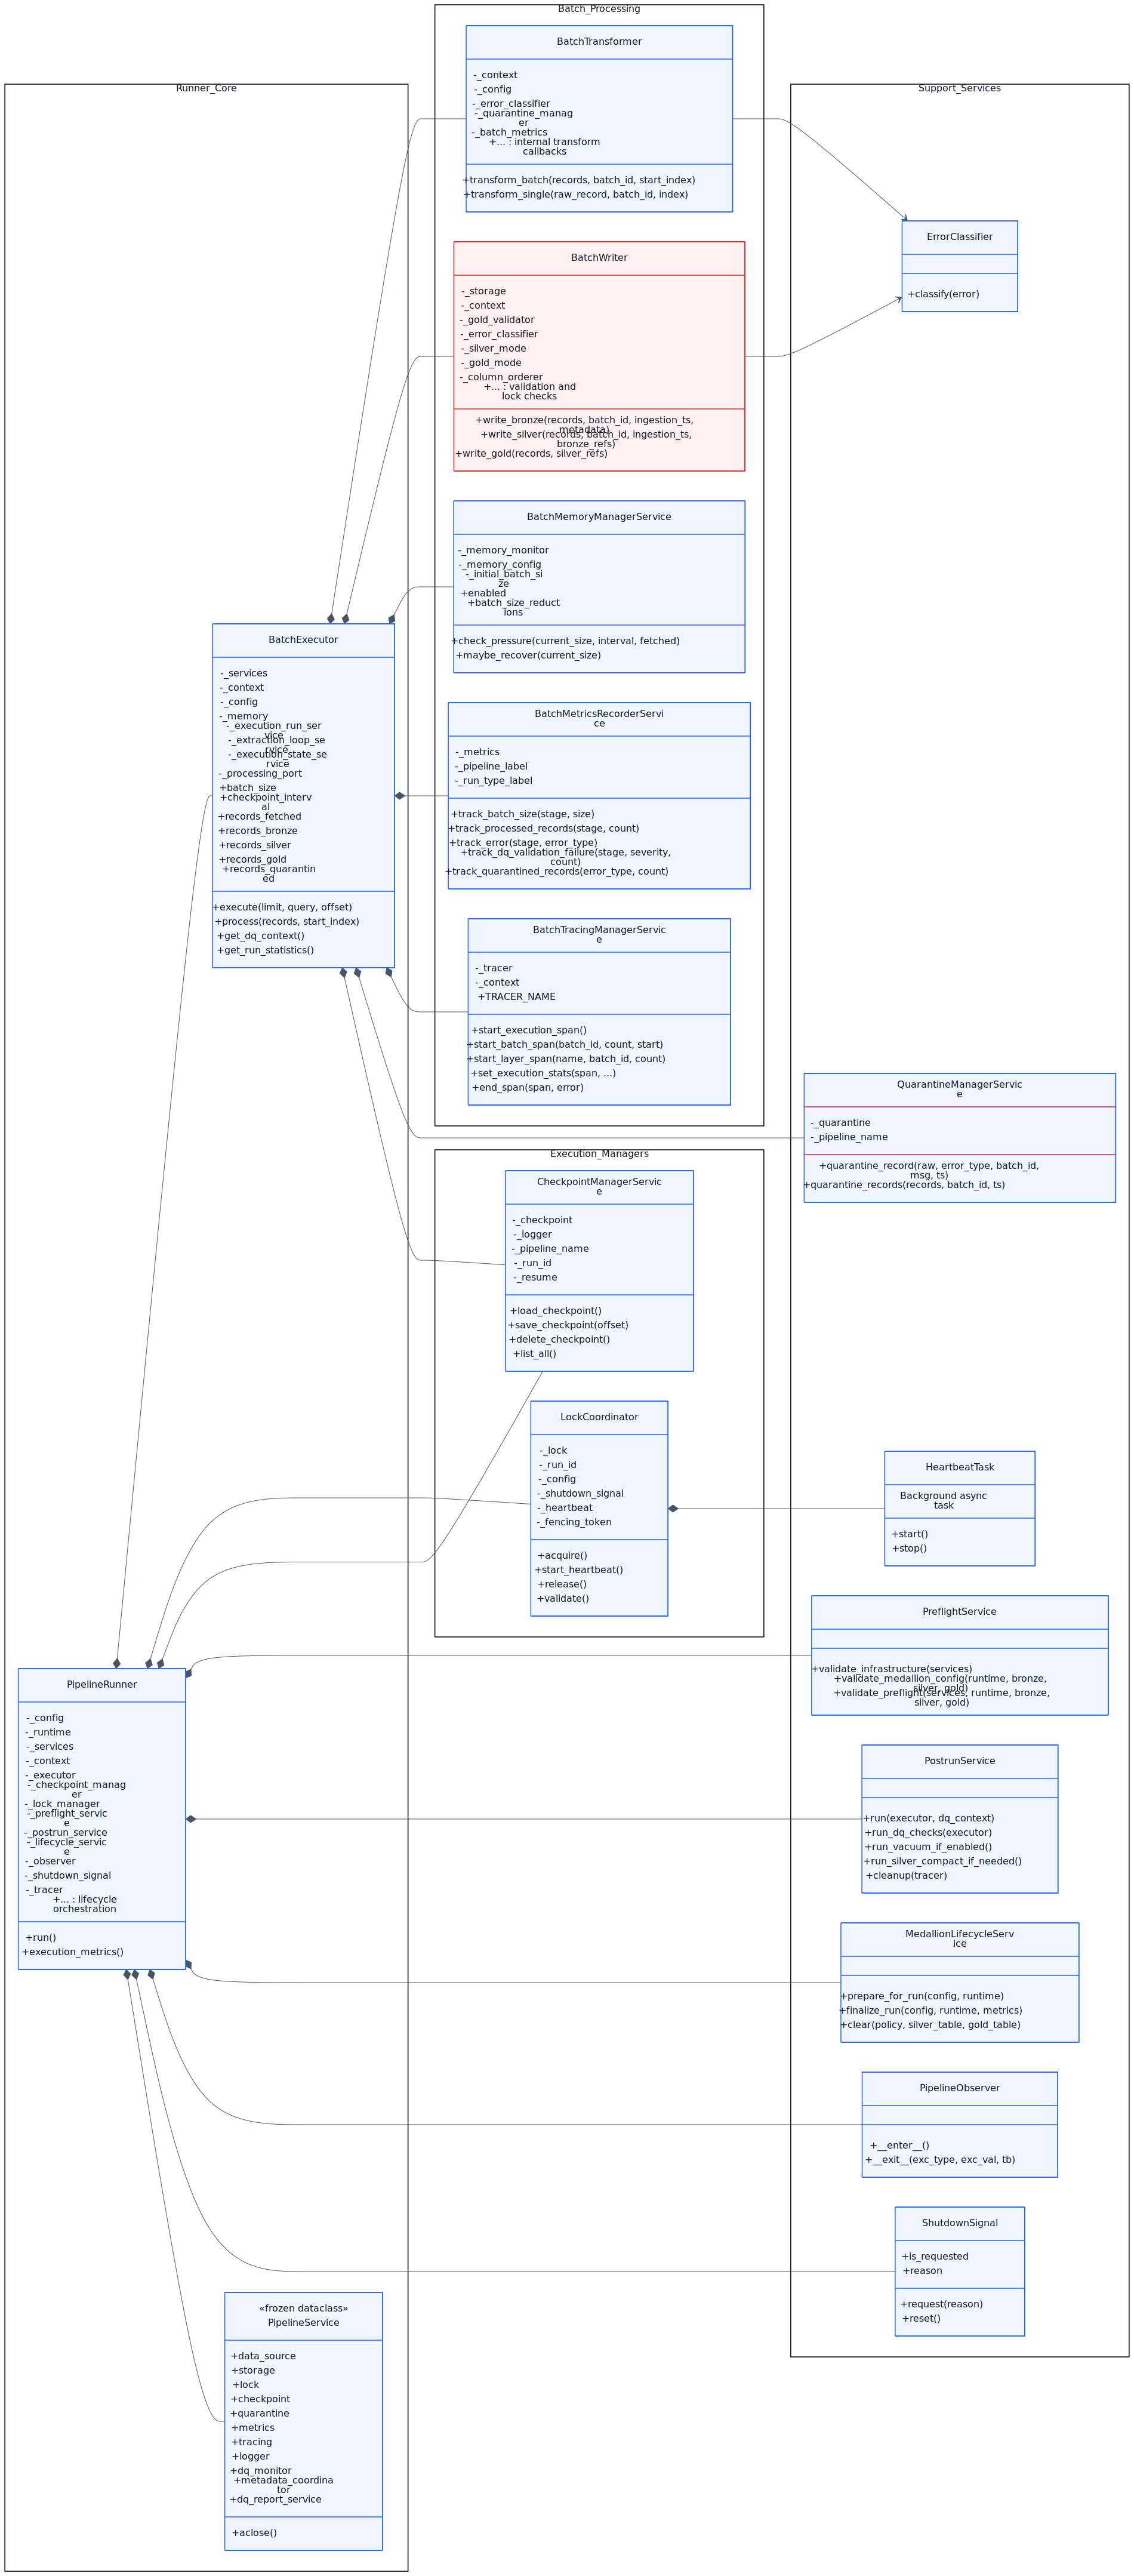 Runner_Core
BatchExecutor
-_services
-_context
-_config
-_memory
-_execution_run_ser
vice
-_extraction_loop_se
rvice
-_execution_state_se
rvice
-_processing_port
+batch_size
+checkpoint_interv
al
+records_fetched
+records_bronze
+records_silver
+records_gold
+records_quarantin
ed
+execute(limit, query, offset)
+process(records, start_index)
+get_dq_context()
+get_run_statistics()
PipelineRunner
-_config
-_runtime
-_services
-_context
-_executor
-_checkpoint_manag
er
-_lock_manager
-_preflight_servic
e
-_postrun_service
-_lifecycle_servic
e
-_observer
-_shutdown_signal
-_tracer
+... : lifecycle
orchestration
+run()
+execution_metrics()
«frozen dataclass»
PipelineService
+data_source
+storage
+lock
+checkpoint
+quarantine
+metrics
+tracing
+logger
+dq_monitor
+metadata_coordina
tor
+dq_report_service
+aclose()
Batch_Processing
BatchTransformer
-_context
-_config
-_error_classifier
-_quarantine_manag
er
-_batch_metrics
+... : internal transform
callbacks
+transform_batch(records, batch_id, start_index)
+transform_single(raw_record, batch_id, index)
BatchWriter
-_storage
-_context
-_gold_validator
-_error_classifier
-_silver_mode
-_gold_mode
-_column_orderer
+... : validation and
lock checks
+write_bronze(records, batch_id, ingestion_ts,
metadata)
+write_silver(records, batch_id, ingestion_ts,
bronze_refs)
+write_gold(records, silver_refs)
BatchMemoryManagerService
-_memory_monitor
-_memory_config
-_initial_batch_si
ze
+enabled
+batch_size_reduct
ions
+check_pressure(current_size, interval, fetched)
+maybe_recover(current_size)
BatchMetricsRecorderServi
ce
-_metrics
-_pipeline_label
-_run_type_label
+track_batch_size(stage, size)
+track_processed_records(stage, count)
+track_error(stage, error_type)
+track_dq_validation_failure(stage, severity,
count)
+track_quarantined_records(error_type, count)
BatchTracingManagerServic
e
-_tracer
-_context
+TRACER_NAME
+start_execution_span()
+start_batch_span(batch_id, count, start)
+start_layer_span(name, batch_id, count)
+set_execution_stats(span, ...)
+end_span(span, error)
Execution_Managers
CheckpointManagerServic
e
-_checkpoint
-_logger
-_pipeline_name
-_run_id
-_resume
+load_checkpoint()
+save_checkpoint(offset)
+delete_checkpoint()
+list_all()
LockCoordinator
-_lock
-_run_id
-_config
-_shutdown_signal
-_heartbeat
-_fencing_token
+acquire()
+start_heartbeat()
+release()
+validate()
Support_Services
ErrorClassifier
+classify(error)
QuarantineManagerServic
e
-_quarantine
-_pipeline_name
+quarantine_record(raw, error_type, batch_id,
msg, ts)
+quarantine_records(records, batch_id, ts)
HeartbeatTask
Background async
task
+start()
+stop()
PreflightService
+validate_infrastructure(services)
+validate_medallion_config(runtime, bronze,
silver, gold)
+validate_preflight(services, runtime, bronze,
silver, gold)
PostrunService
+run(executor, dq_context)
+run_dq_checks(executor)
+run_vacuum_if_enabled()
+run_silver_compact_if_needed()
+cleanup(tracer)
MedallionLifecycleServ
ice
+prepare_for_run(config, runtime)
+finalize_run(config, runtime, metrics)
+clear(policy, silver_table, gold_table)
PipelineObserver
+__enter__()
+__exit__(exc_type, exc_val, tb)
ShutdownSignal
+is_requested
+reason
+request(reason)
+reset()